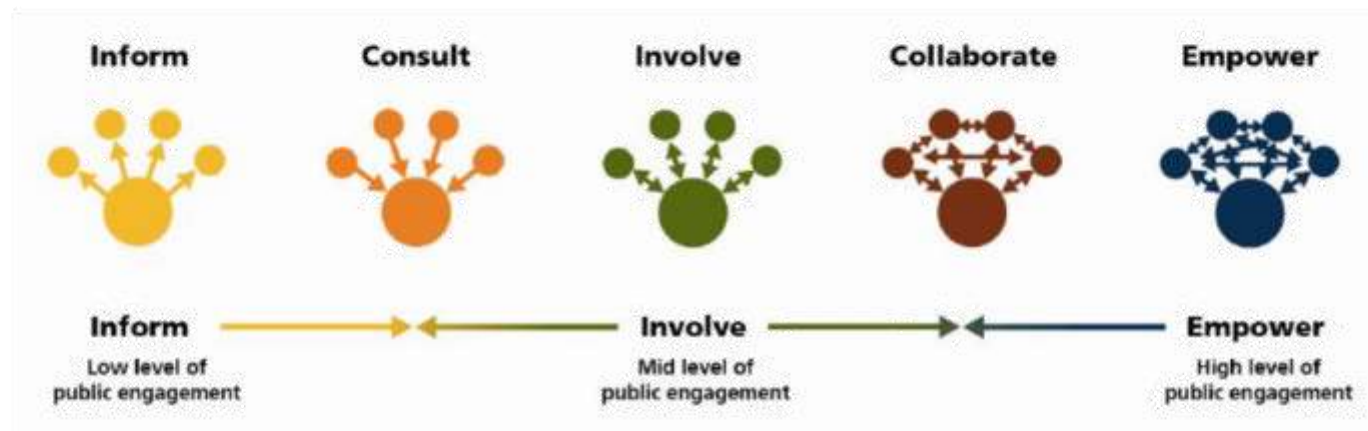 Inform
Consult
Involve
Collaborate
Empower
Inform
Involve
Empower
Low level of
public engagement
Mid level of
public engagement
High level of
public engagement